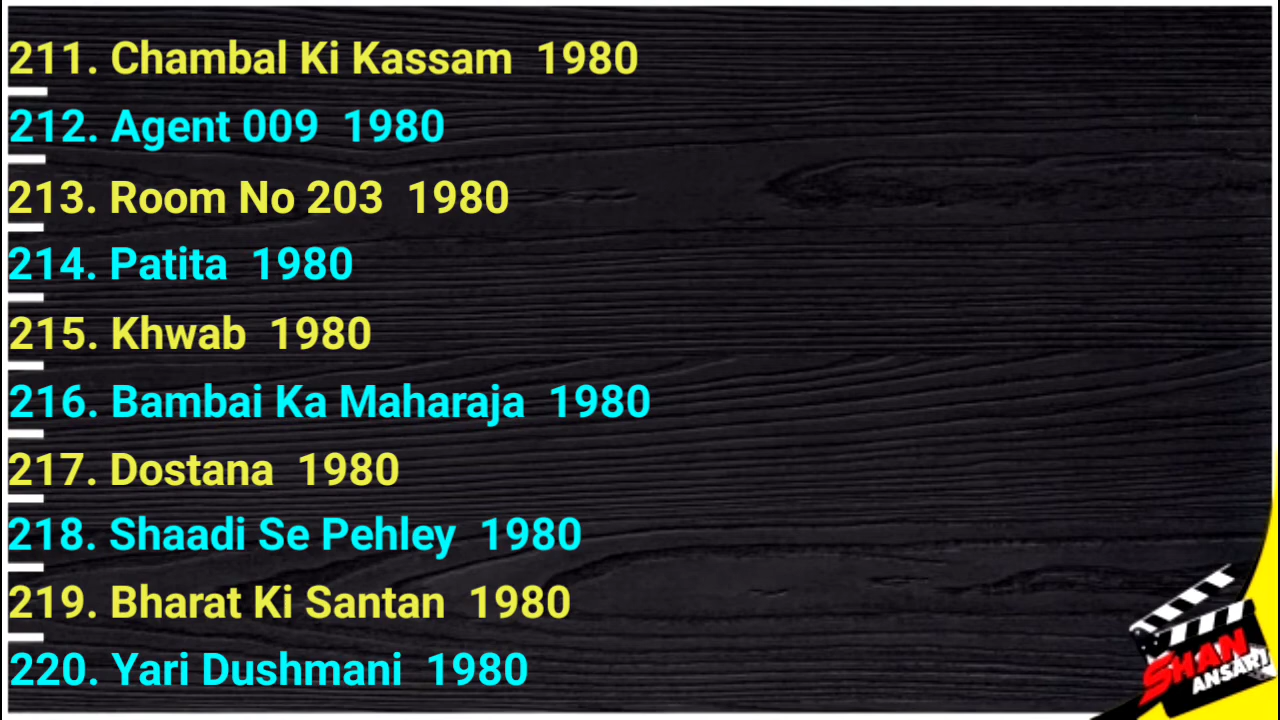 211. Chambal Ki Kassam 1980
212. Agent 009 1980
213. Room No 203 1980
214. Patita 1980
215. Khwab 1980
216. Bambai Ka Maharaja 1980
217. Dostana 1980
218. Shaadi Se Pehley 1980
219. Bharat Ki Santan 1980
220. Yari Dushmani 1980
SHAN
ANSARI